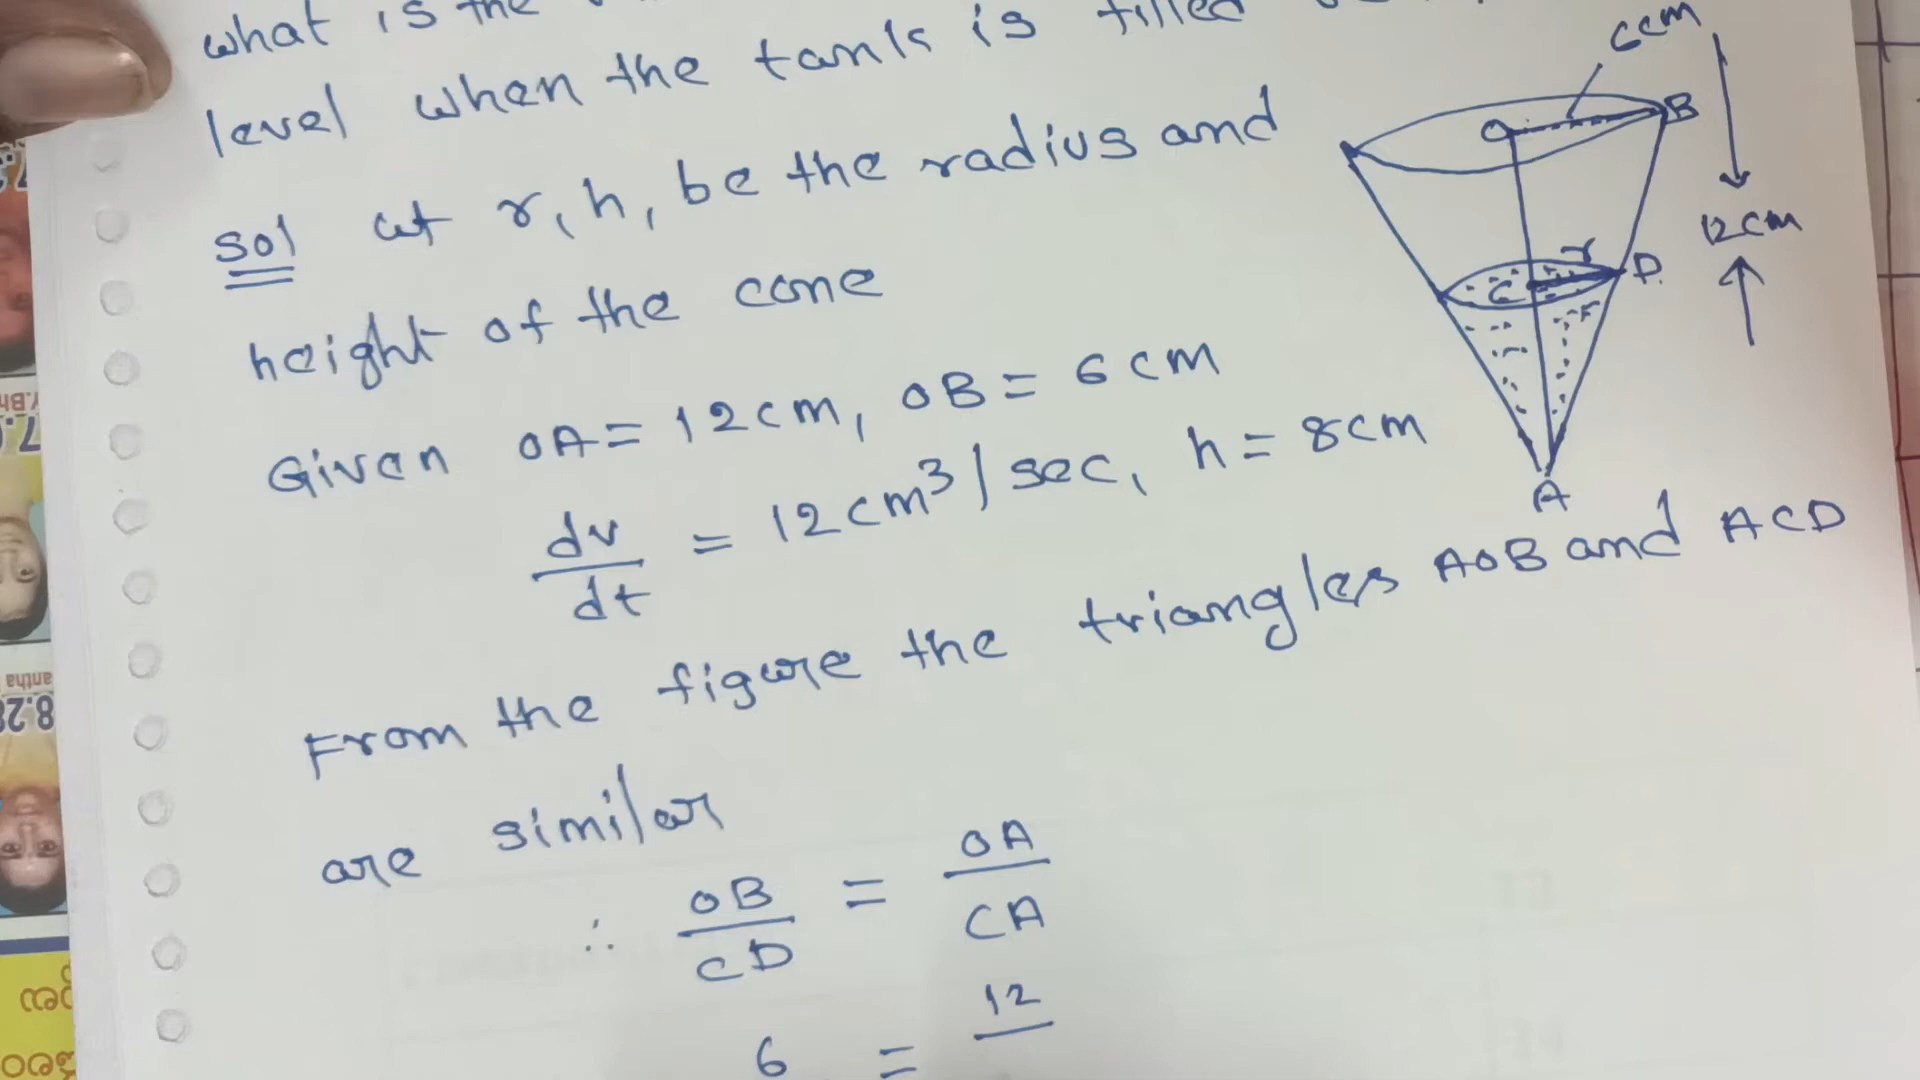 what is the
level when the tank is filled
sol at r, h, be the radius and
height of the cone
Given OA = 12cm, OB = 6cm
dv/dt = 12cm³/sec, h = 8cm
From the figure the triangles AOB and ACD
are similar
∴ OB/CD = OA/CA
6 = 12
6cm
O B
12cm
r
C D
A